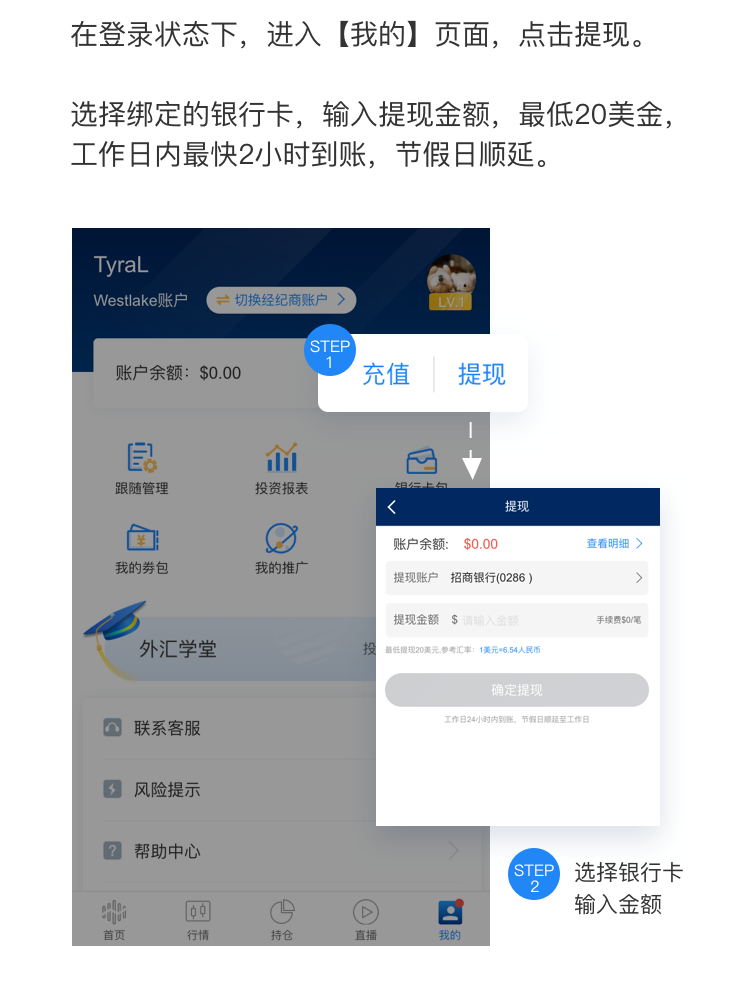 在登录状态下，进入【我的】页面，点击提现。
选择绑定的银行卡，输入提现金额，最低20美金，
工作日内最快2小时到账，节假日顺延。
TyraL
Westlake账户
切换经纪商账户
LV.1
账户余额：$0.00
STEP
1
充值
提现
跟随管理
投资报表
银行卡包
我的券包
我的推广
外汇学堂
投
联系客服
风险提示
帮助中心
首页
行情
持仓
直播
我的
提现
账户余额: $0.00
查看明细
提现账户 招商银行(0286 )
提现金额 $ 请输入金额
手续费$0/笔
最低提现20美元,参考汇率: 1美元=6.54人民币
确定提现
工作日24小时内到账，节假日顺延至工作日
STEP
2
选择银行卡
输入金额